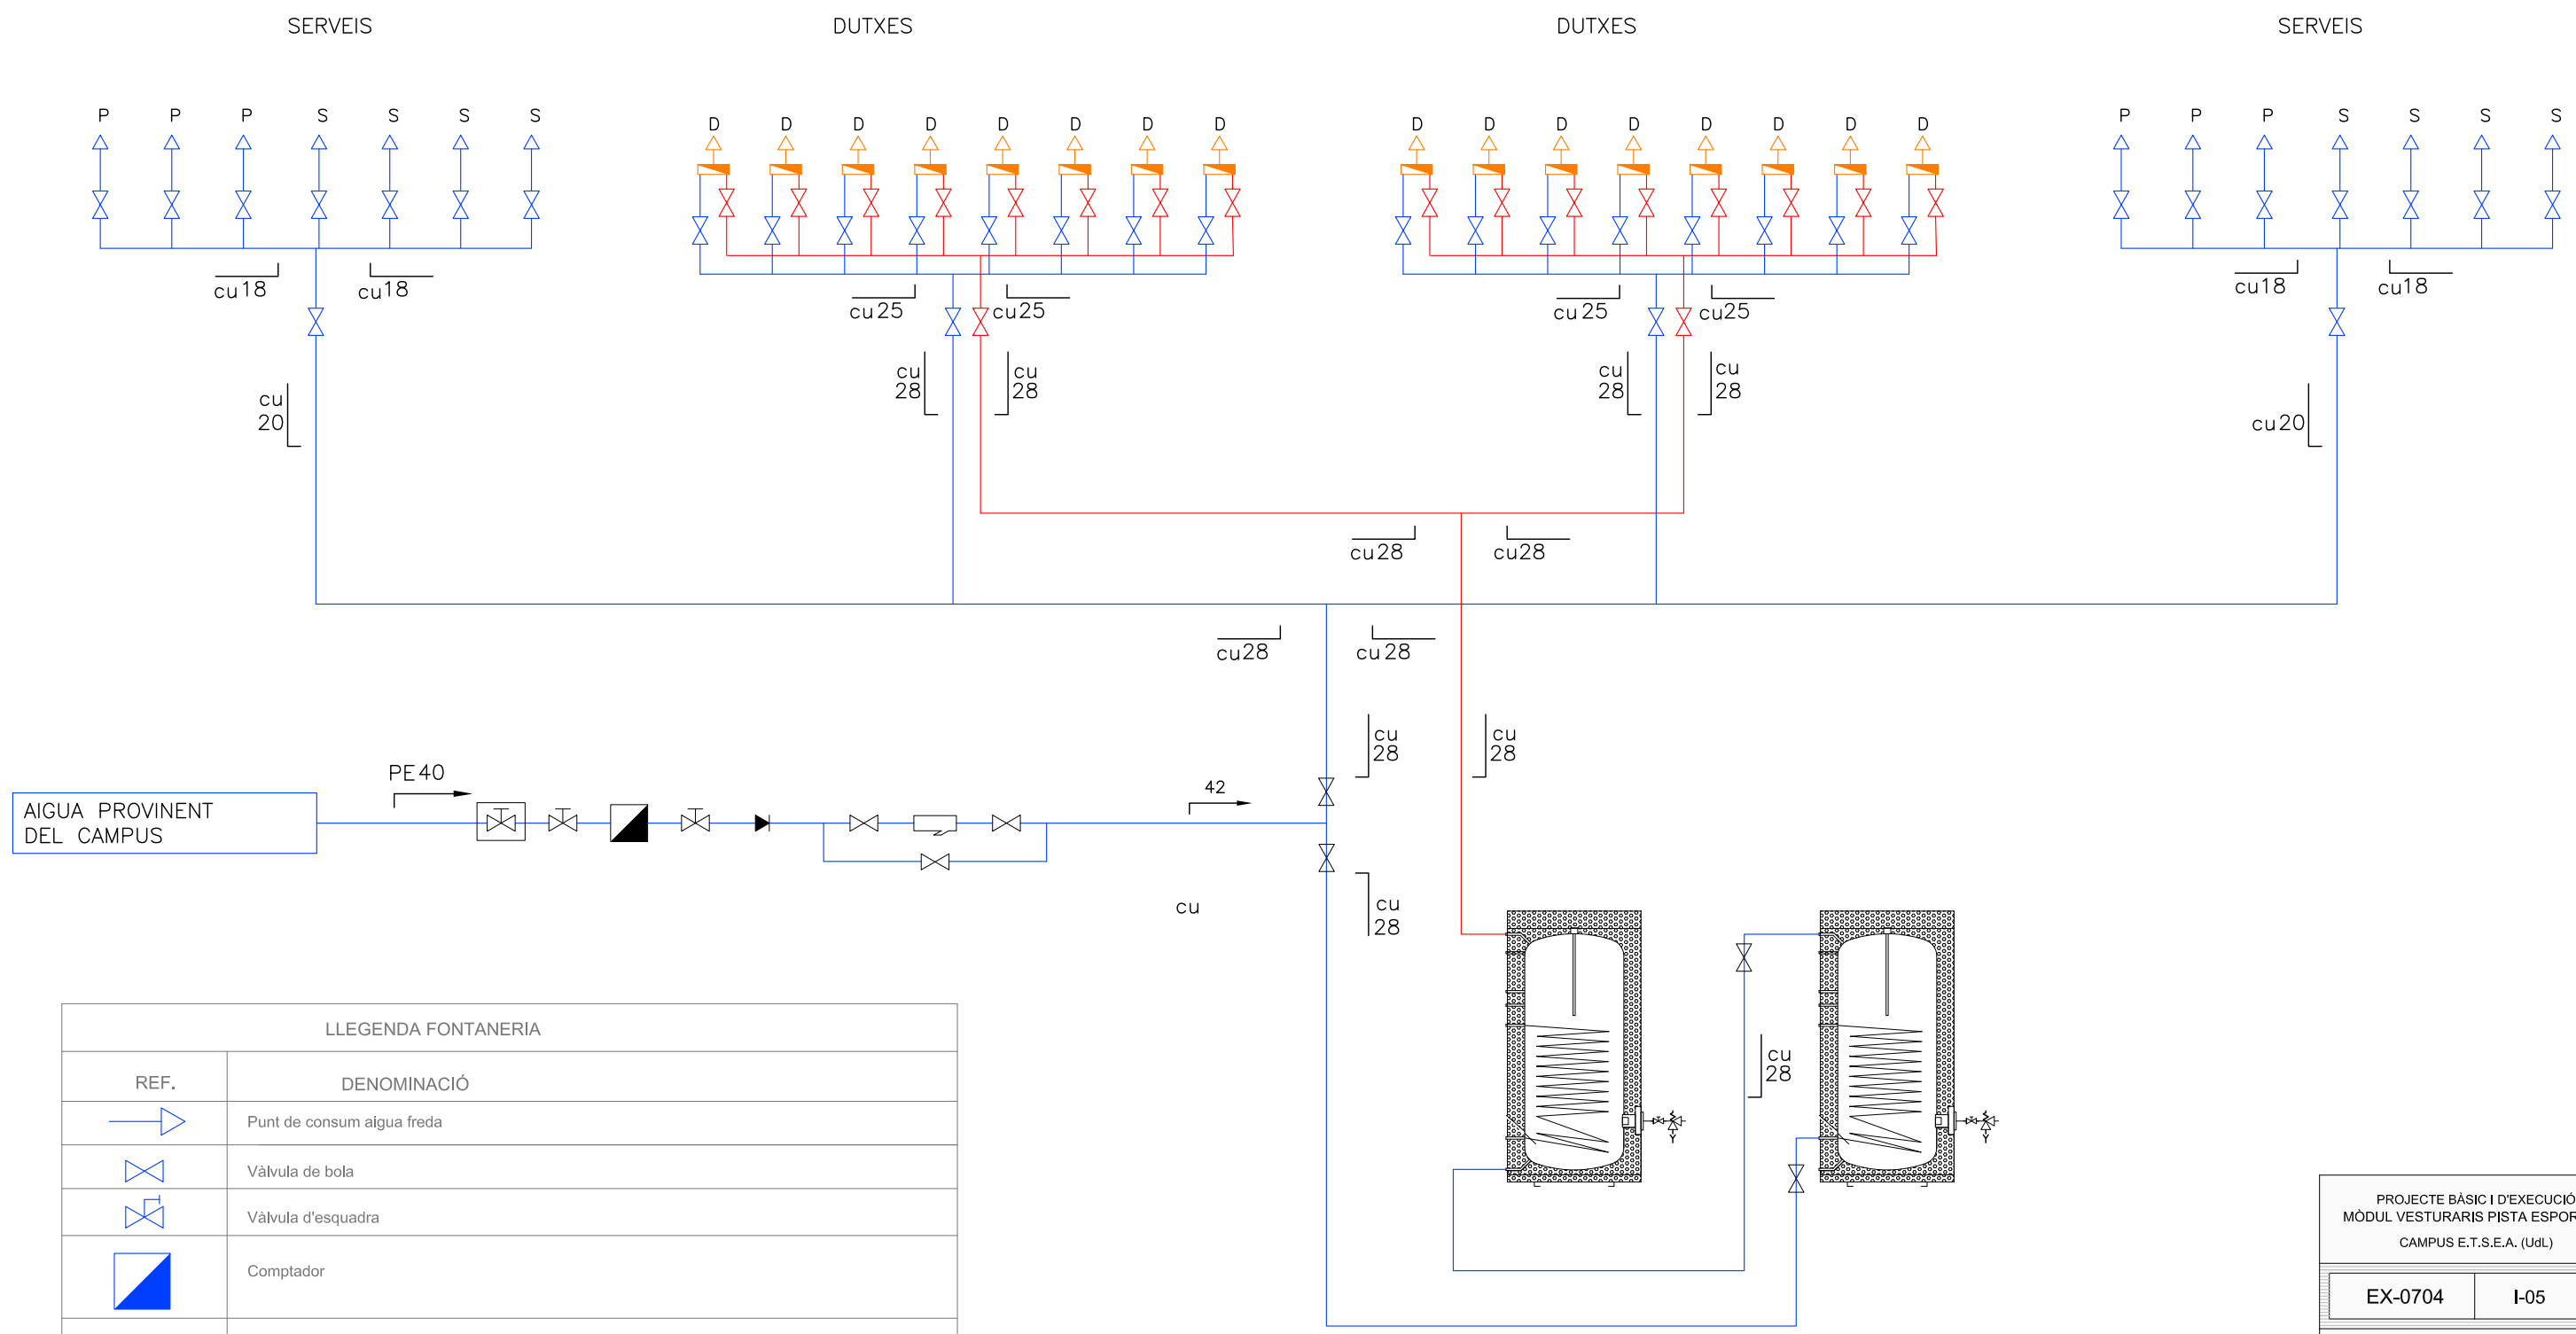 SERVEIS
DUTXES
DUTXES
SERVEIS
P P P S S S S
D D D D D D D D
D D D D D D D D
P P P S S S S
cu18 cu18
cu25 cu25
cu25 cu25
cu18 cu18
cu
28
cu
28
cu
28
cu
28
cu
20
cu20
cu28 cu28
cu28 cu28
cu
28
cu
28
PE40
42
AIGUA PROVINENT
DEL CAMPUS
cu
cu
28
cu
28
LLEGENDA FONTANERIA
REF. DENOMINACIÓ
Punt de consum aigua freda
Vàlvula de bola
Vàlvula d'esquadra
Comptador
PROJECTE BÀSIC I D'EXECUCIÓ
MÒDUL VESTURARIS PISTA ESPOR
CAMPUS E.T.S.E.A. (UdL)
EX-0704 I-05